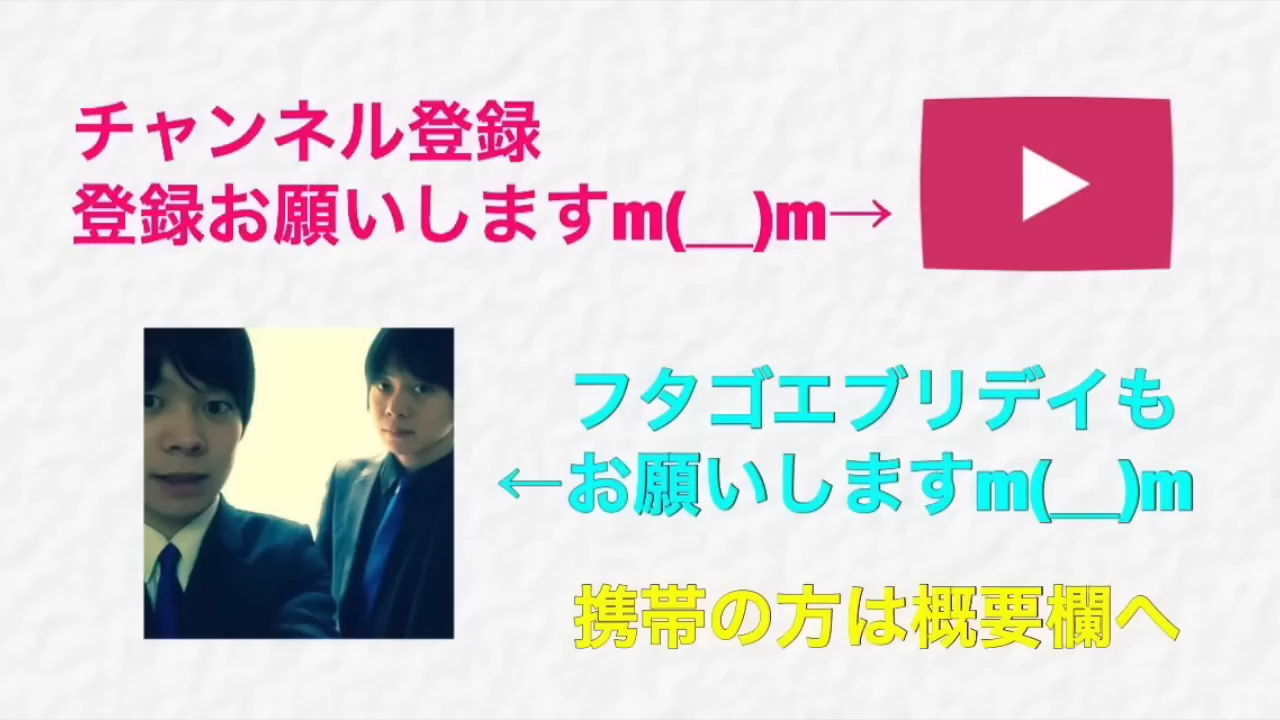 チャンネル登録
登録お願いしますm(__)m→
フタゴエブリデイも
←お願いしますm(__)m
携帯の方は概要欄へ